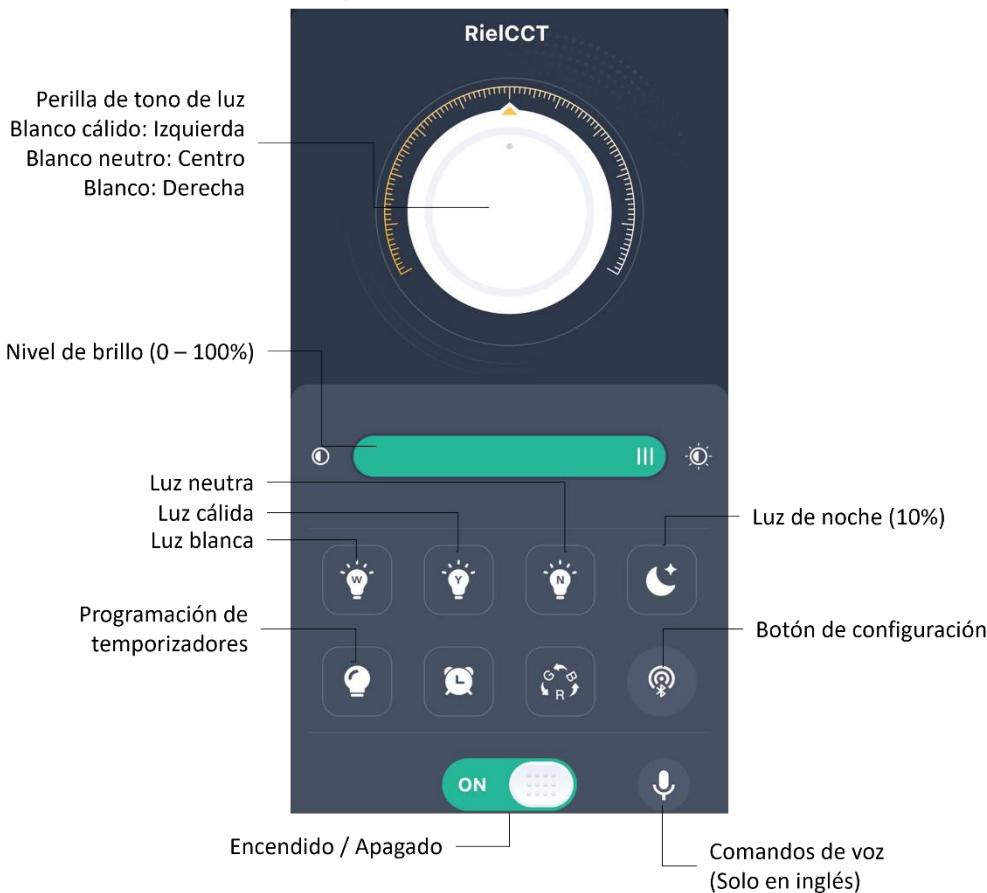 RielCCT
Perilla de tono de luz
Blanco cálido: Izquierda
Blanco neutro: Centro
Blanco: Derecha
Nivel de brillo (0 – 100%)
Luz neutra
Luz cálida
Luz blanca
Luz de noche (10%)
W
Y
N
Programación de
temporizadores
Botón de configuración
G B
R
ON
Encendido / Apagado
Comandos de voz
(Solo en inglés)